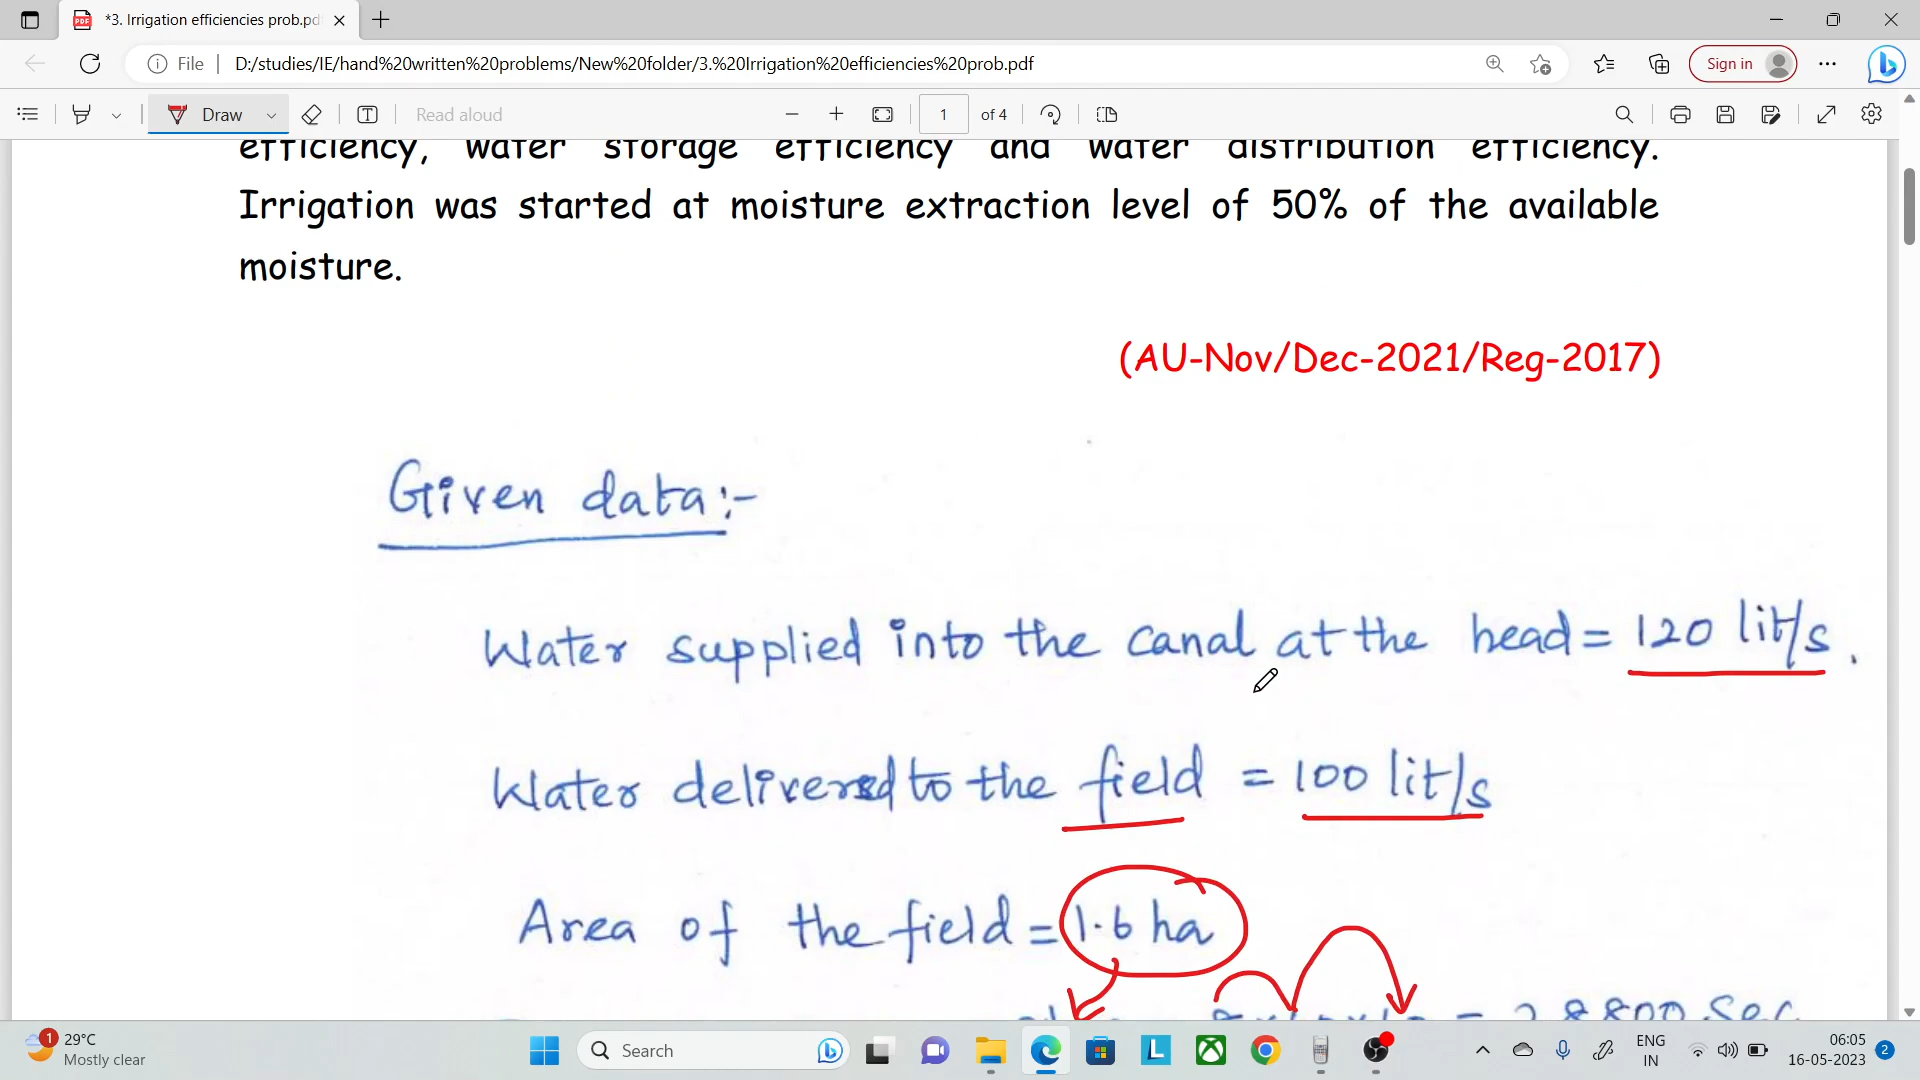 *3. Irrigation efficiencies prob.pd
File D:/studies/IE/hand%20written%20problems/New%20folder/3.%20Irrigation%20efficiencies%20prob.pdf
Sign in
Draw
Read aloud
1 of 4
efficiency, water storage efficiency and water distribution efficiency.
Irrigation was started at moisture extraction level of 50% of the available
moisture.
(AU-Nov/Dec-2021/Reg-2017)
Given data:-
Water supplied into the canal at the head = 120 lit/s.
Water delivered to the field = 100 lit/s
Area of the field = 1.6 ha
= 28800 Sec
1
29°C
Mostly clear
Search
ENG
IN
06:05
16-05-2023
2